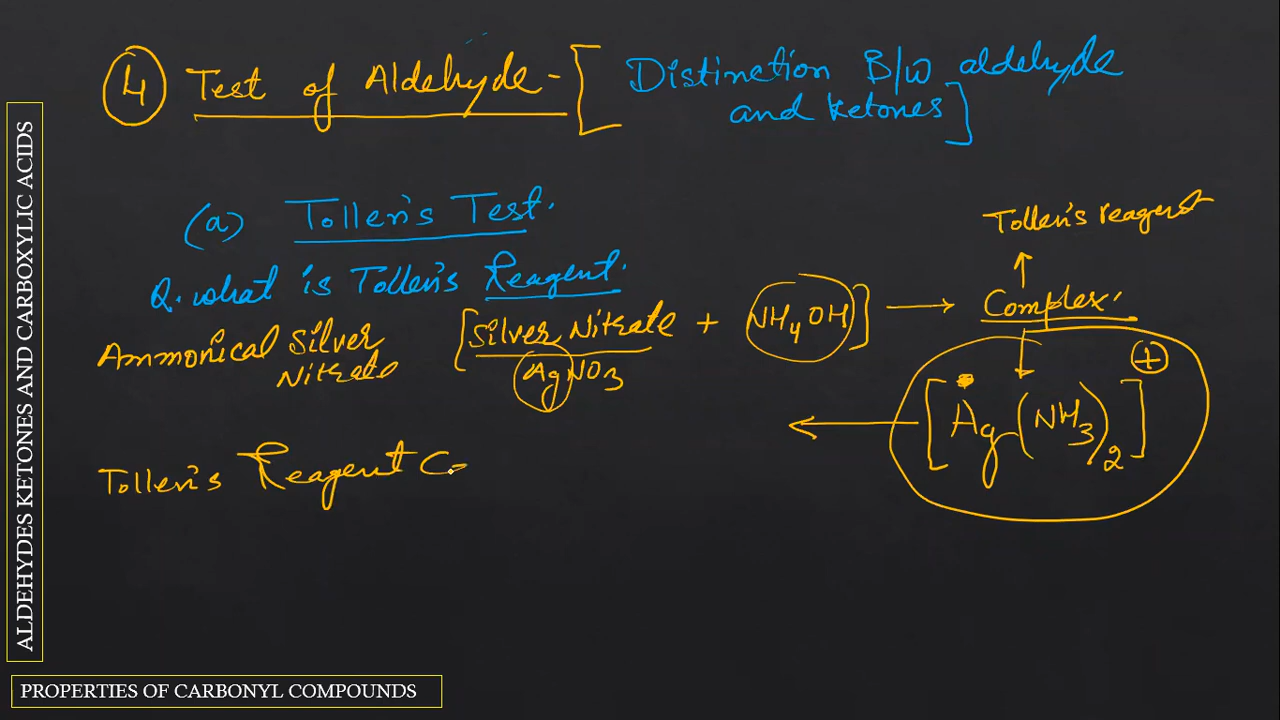 4 Test of Aldehyde - [ Distinction B/w aldehyde
and ketones ]
(a) Tollen's Test.
Q. what is Tollen's Reagent.
Tollen's reagent
Ammonical Silver
Nitrate
[Silver Nitrate + NH4OH] → Complex.
AgNO3
[Ag(NH3)2]+
Tollen's Reagent C
ALDEHYDES KETONES AND CARBOXYLIC ACIDS
PROPERTIES OF CARBONYL COMPOUNDS